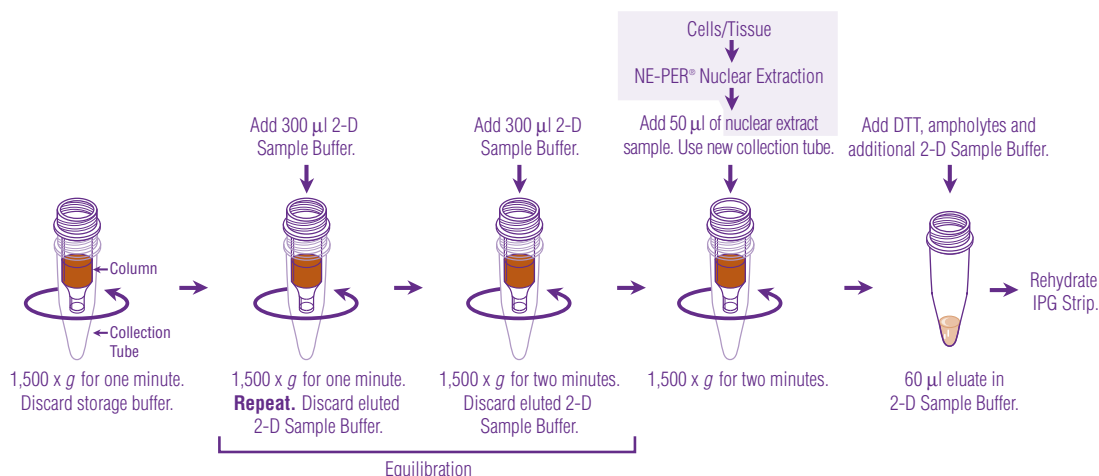 Cells/Tissue
NE-PER® Nuclear Extraction
Add 300 µl 2-D
Sample Buffer.
Add 300 µl 2-D
Sample Buffer.
Add 50 µl of nuclear extract
sample. Use new collection tube.
Add DTT, ampholytes and
additional 2-D Sample Buffer.
Column
Collection
Tube
Rehydrate
IPG Strip.
1,500 x g for one minute.
Discard storage buffer.
1,500 x g for one minute.
Repeat. Discard eluted
2-D Sample Buffer.
1,500 x g for two minutes.
Discard eluted 2-D
Sample Buffer.
1,500 x g for two minutes.
60 µl eluate in
2-D Sample Buffer.
Equilibration